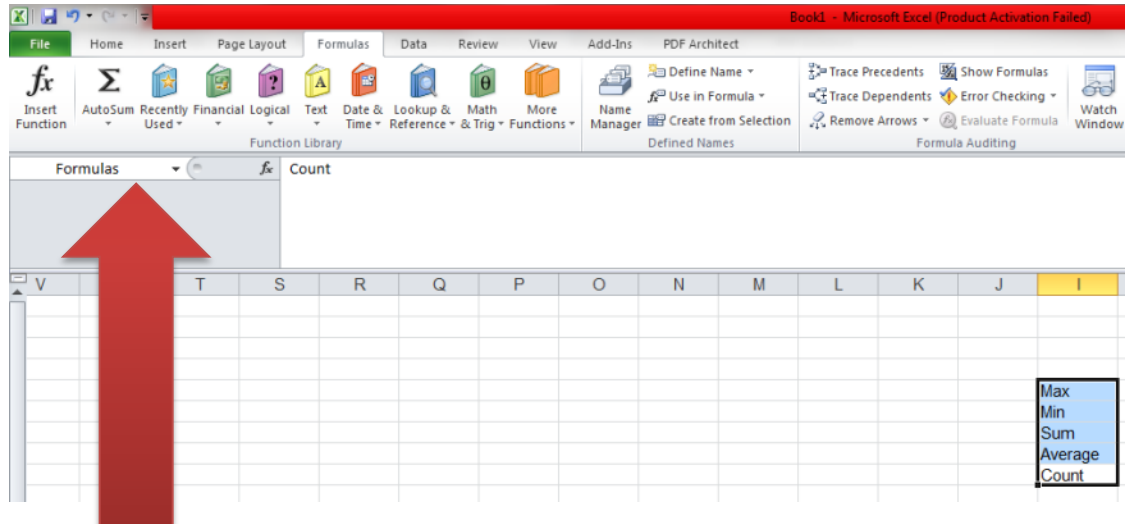 Book1 - Microsoft Excel (Product Activation Failed)
File Home Insert Page Layout Formulas Data Review View Add-Ins PDF Architect
fx Insert Function
Σ AutoSum
Recently Used
Financial
Logical
Text
Date & Time
Lookup & Reference
Math & Trig
More Functions
Function Library
Name Manager
Define Name
Use in Formula
Create from Selection
Defined Names
Trace Precedents
Trace Dependents
Remove Arrows
Show Formulas
Error Checking
Evaluate Formula
Formula Auditing
Watch Window
Formulas fx Count
V T S R Q P O N M L K J I
Max
Min
Sum
Average
Count